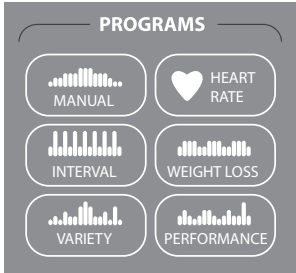 PROGRAMS
MANUAL
HEART
RATE
INTERVAL
WEIGHT LOSS
VARIETY
PERFORMANCE